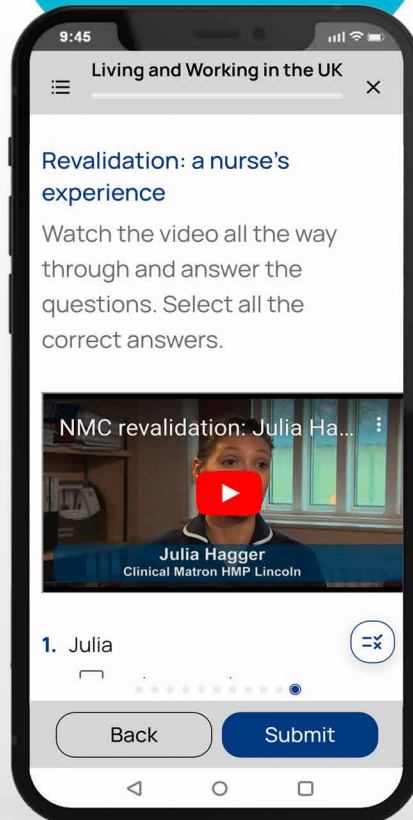 9:45
Living and Working in the UK
Revalidation: a nurse's
experience
Watch the video all the way
through and answer the
questions. Select all the
correct answers.
NMC revalidation: Julia Ha...
Julia Hagger
Clinical Matron HMP Lincoln
1. Julia
Back
Submit